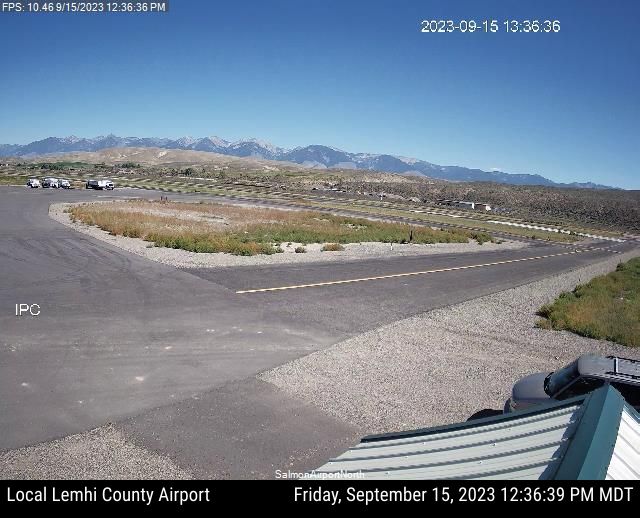 FPS: 10.46 9/15/2023 12:36:36 PM
2023-09-15 13:36:36
IPC
SalmonAirportNorth
Local Lemhi County Airport
Friday, September 15, 2023 12:36:39 PM MDT